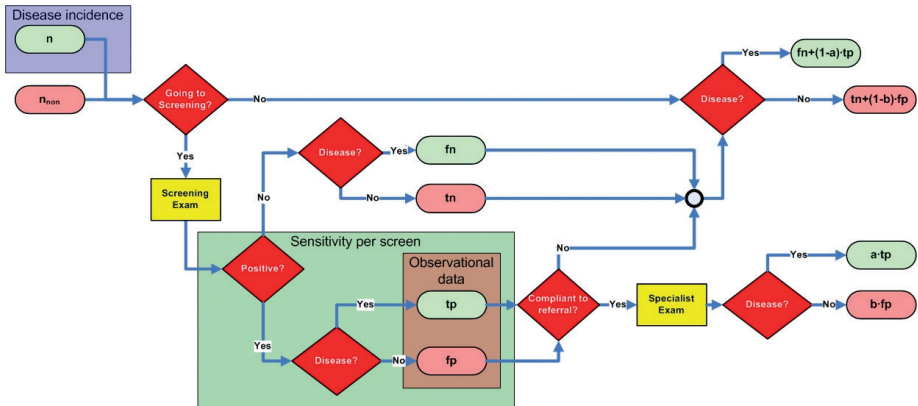 Disease incidence
n
n_non
Going to
Screening?
No
Disease?
Yes
fn+(1-a)·tp
No
tn+(1-b)·fp
Yes
Screening
Exam
No
Disease?
Yes
fn
No
tn
Sensitivity per screen
Positive?
Yes
Disease?
Yes
No
Observational
data
tp
fp
No
Compliant to
referral?
Yes
Specialist
Exam
Disease?
Yes
a·tp
No
b·fp